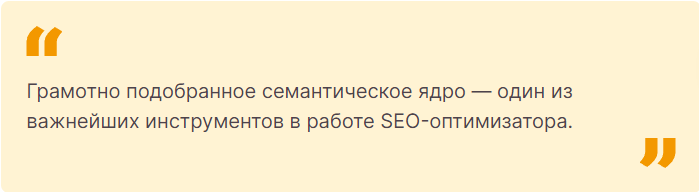 Грамотно подобранное семантическое ядро — один из
важнейших инструментов в работе SEO-оптимизатора.